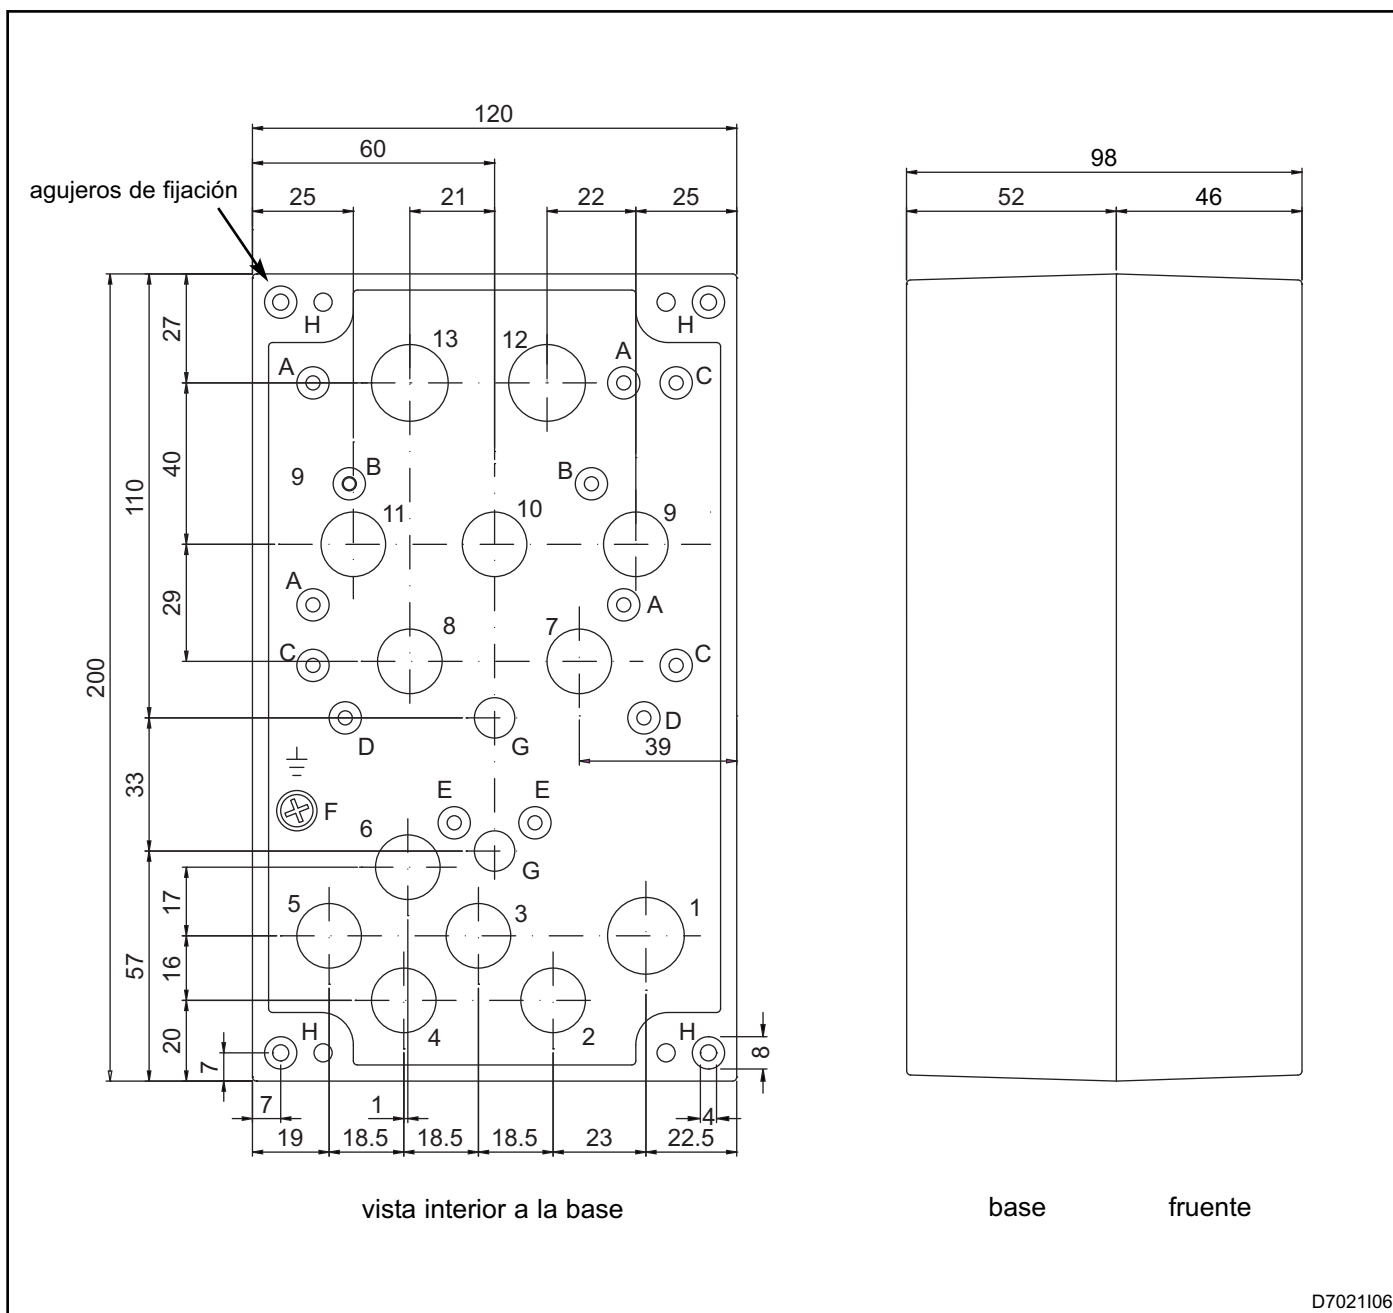 120
60
98
agujeros de fijación
25
21
22
25
52
46
27
H
H
13
12
A
A
C
40
110
9
B
B
11
10
9
29
A
A
8
7
C
C
200
D
G
D
39
33
E
E
F
6
G
17
5
3
1
57
16
20
H
4
2
H
8
7
7
1
4
19
18.5
18.5
18.5
23
22.5
vista interior a la base
base
fruente
D7021I06